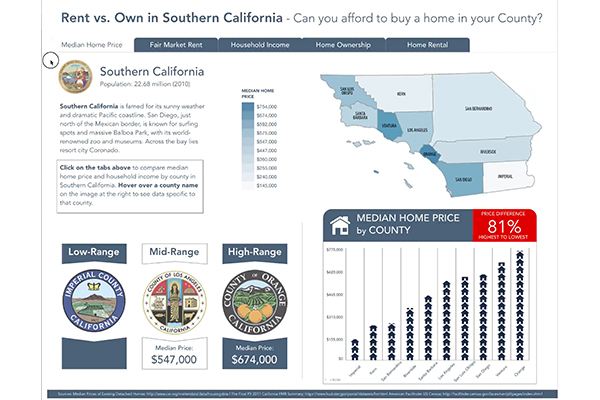 Rent vs. Own in Southern California - Can you afford to buy a home in your County?
Median Home Price
Fair Market Rent
Household Income
Home Ownership
Home Rental
Southern California
Population: 22.68 million (2010)
Southern California is famed for its sunny weather
and dramatic Pacific coastline. San Diego, just
north of the Mexican border, is known for surfing
spots and massive Balboa Park, with its world-
renowned zoo and museums. Across the bay lies
resort city Coronado.
Click on the tabs above to compare median
home price and household income by county in
Southern California. Hover over a county name
on the image at the right to see data specific to
that county.
MEDIAN HOME
PRICE
$754,000
$674,000
$592,000
$575,000
$547,000
$447,000
$360,000
$255,000
$240,000
$140,000
SAN LUIS
OBISPO
KERN
SAN BERNARDINO
SANTA
BARBARA
VENTURA
LOS ANGELES
ORANGE
RIVERSIDE
SAN DIEGO
IMPERIAL
Low-Range
Mid-Range
High-Range
IMPERIAL COUNTY
CALIFORNIA
COUNTY OF LOS ANGELES
CALIFORNIA
COUNTY OF ORANGE
CALIFORNIA
Median Price:
$547,000
Median Price:
$674,000
MEDIAN HOME PRICE
by COUNTY
PRICE DIFFERENCE
81%
HIGHEST TO LOWEST
$775,000
$465,000
$310,000
$155,000
$0
Imperial
Kern
San Bernardino
Riverside
Santa Barbara
Los Angeles
San Luis Obispo
San Diego
Ventura
Orange